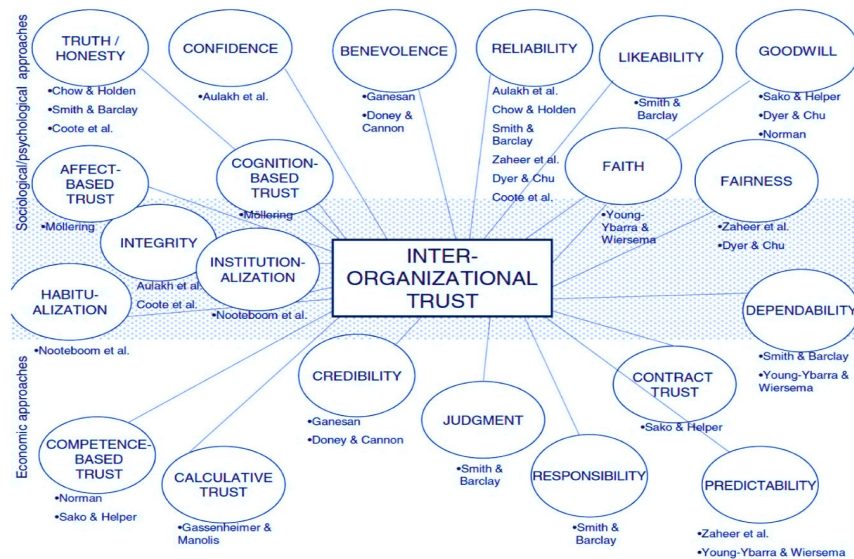 Sociological/psychological approaches
Economic approaches
TRUTH /
HONESTY
•Chow & Holden
•Smith & Barclay
•Coote et al.
CONFIDENCE
•Aulakh et al.
BENEVOLENCE
•Ganesan
•Doney &
Cannon
RELIABILITY
Aulakh et al.
Chow & Holden
Smith &
Barclay
Zaheer et al.
Dyer & Chu
Coote et al.
LIKEABILITY
•Smith &
Barclay
GOODWILL
•Sako & Helper
•Dyer & Chu
•Norman
AFFECT-
BASED
TRUST
•Möllering
COGNITION-
BASED
TRUST
•Möllering
FAITH
•Young-
Ybarra &
Wiersema
FAIRNESS
•Zaheer et al.
•Dyer & Chu
INTEGRITY
Aulakh et al.
Coote et al.
INSTITUTION-
ALIZATION
•Nooteboom et al.
INTER-
ORGANIZATIONAL
TRUST
HABITU-
ALIZATION
•Nooteboom et al.
DEPENDABILITY
•Smith & Barclay
•Young-Ybarra &
Wiersema
CREDIBILITY
•Ganesan
•Doney & Cannon
CONTRACT
TRUST
•Sako & Helper
JUDGMENT
•Smith &
Barclay
COMPETENCE-
BASED
TRUST
•Norman
•Sako & Helper
CALCULATIVE
TRUST
•Gassenheimer &
Manolis
RESPONSIBILITY
•Smith &
Barclay
PREDICTABILITY
•Zaheer et al.
•Young-Ybarra & Wiersema